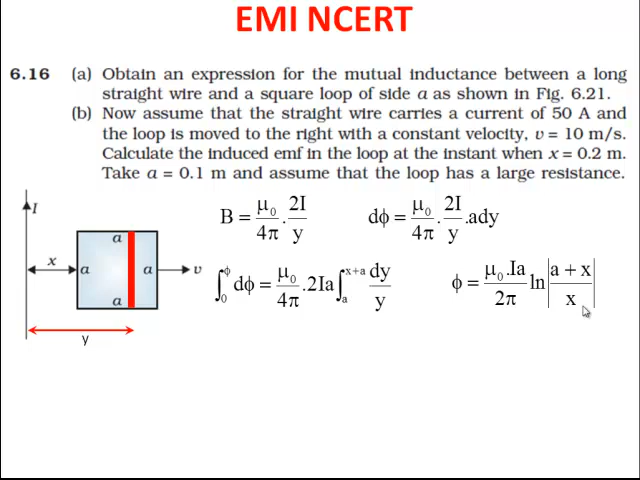 EMI NCERT
6.16 (a) Obtain an expression for the mutual inductance between a long
straight wire and a square loop of side a as shown in Fig. 6.21.
(b) Now assume that the straight wire carries a current of 50 A and
the loop is moved to the right with a constant velocity, v = 10 m/s.
Calculate the induced emf in the loop at the instant when x = 0.2 m.
Take a = 0.1 m and assume that the loop has a large resistance.
I
a
x a a v
a
y
B = μ₀/4π . 2I/y
dϕ = μ₀/4π . 2I/y .ady
∫₀^ϕ dϕ = μ₀/4π .2Ia ∫ₐ^(x+a) dy/y
ϕ = μ₀.Ia/2π ln|a + x/x|